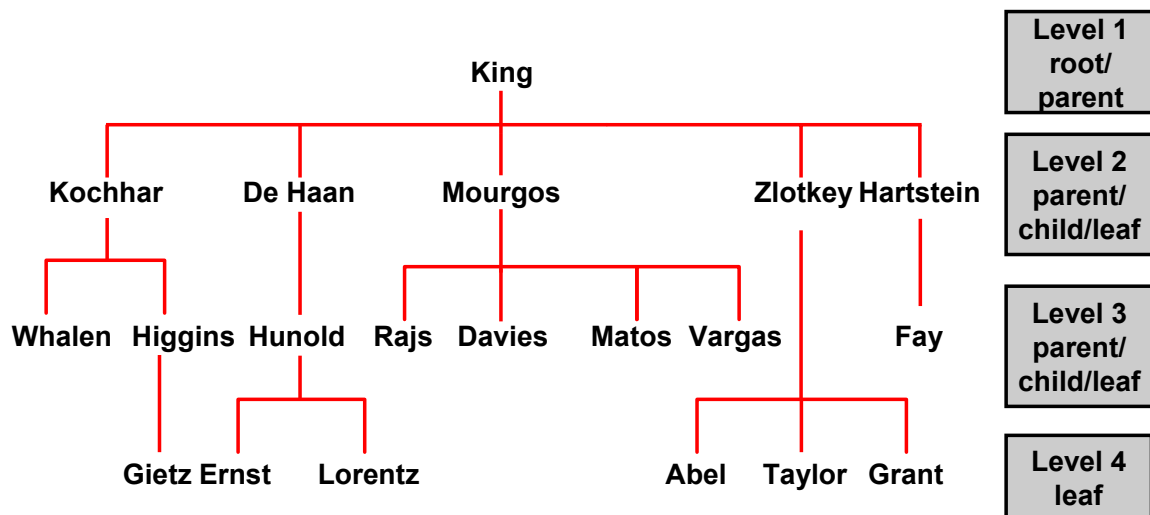 King
Kochhar De Haan Mourgos Zlotkey Hartstein
Whalen Higgins Hunold Rajs Davies Matos Vargas Fay
Gietz Ernst Lorentz Abel Taylor Grant
Level 1
root/
parent
Level 2
parent/
child/leaf
Level 3
parent/
child/leaf
Level 4
leaf